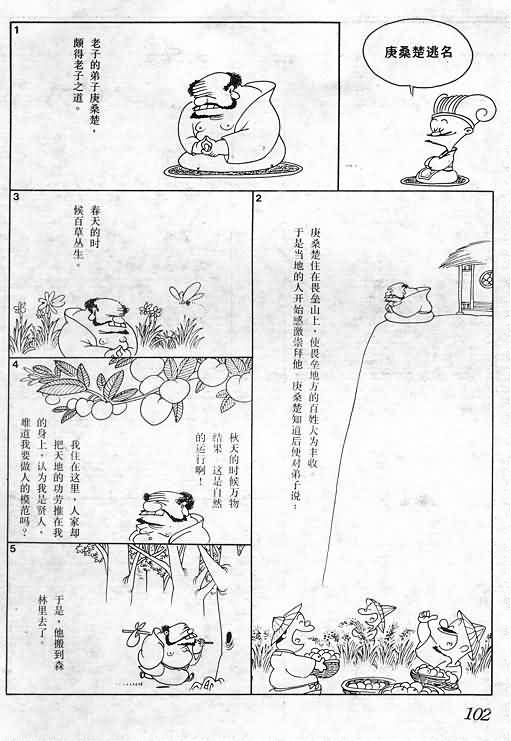 庚桑楚逃名
1
老子的弟子庚桑楚，
颇得老子之道。
2
庚桑楚住在畏垒山上，使畏垒地方的百姓大为丰收。
于是当地的人开始感激崇拜他。庚桑楚知道后便对弟子说：
3
春天的时
候百草丛生。
4
秋天的时候万物
结果，这是自然
的运行啊！
我住在这里，人家却
把天地的功劳推在我
的身上，认为我是贤人，
难道我要做人的模范吗？
5
于是，他搬到森
林里去了。
102